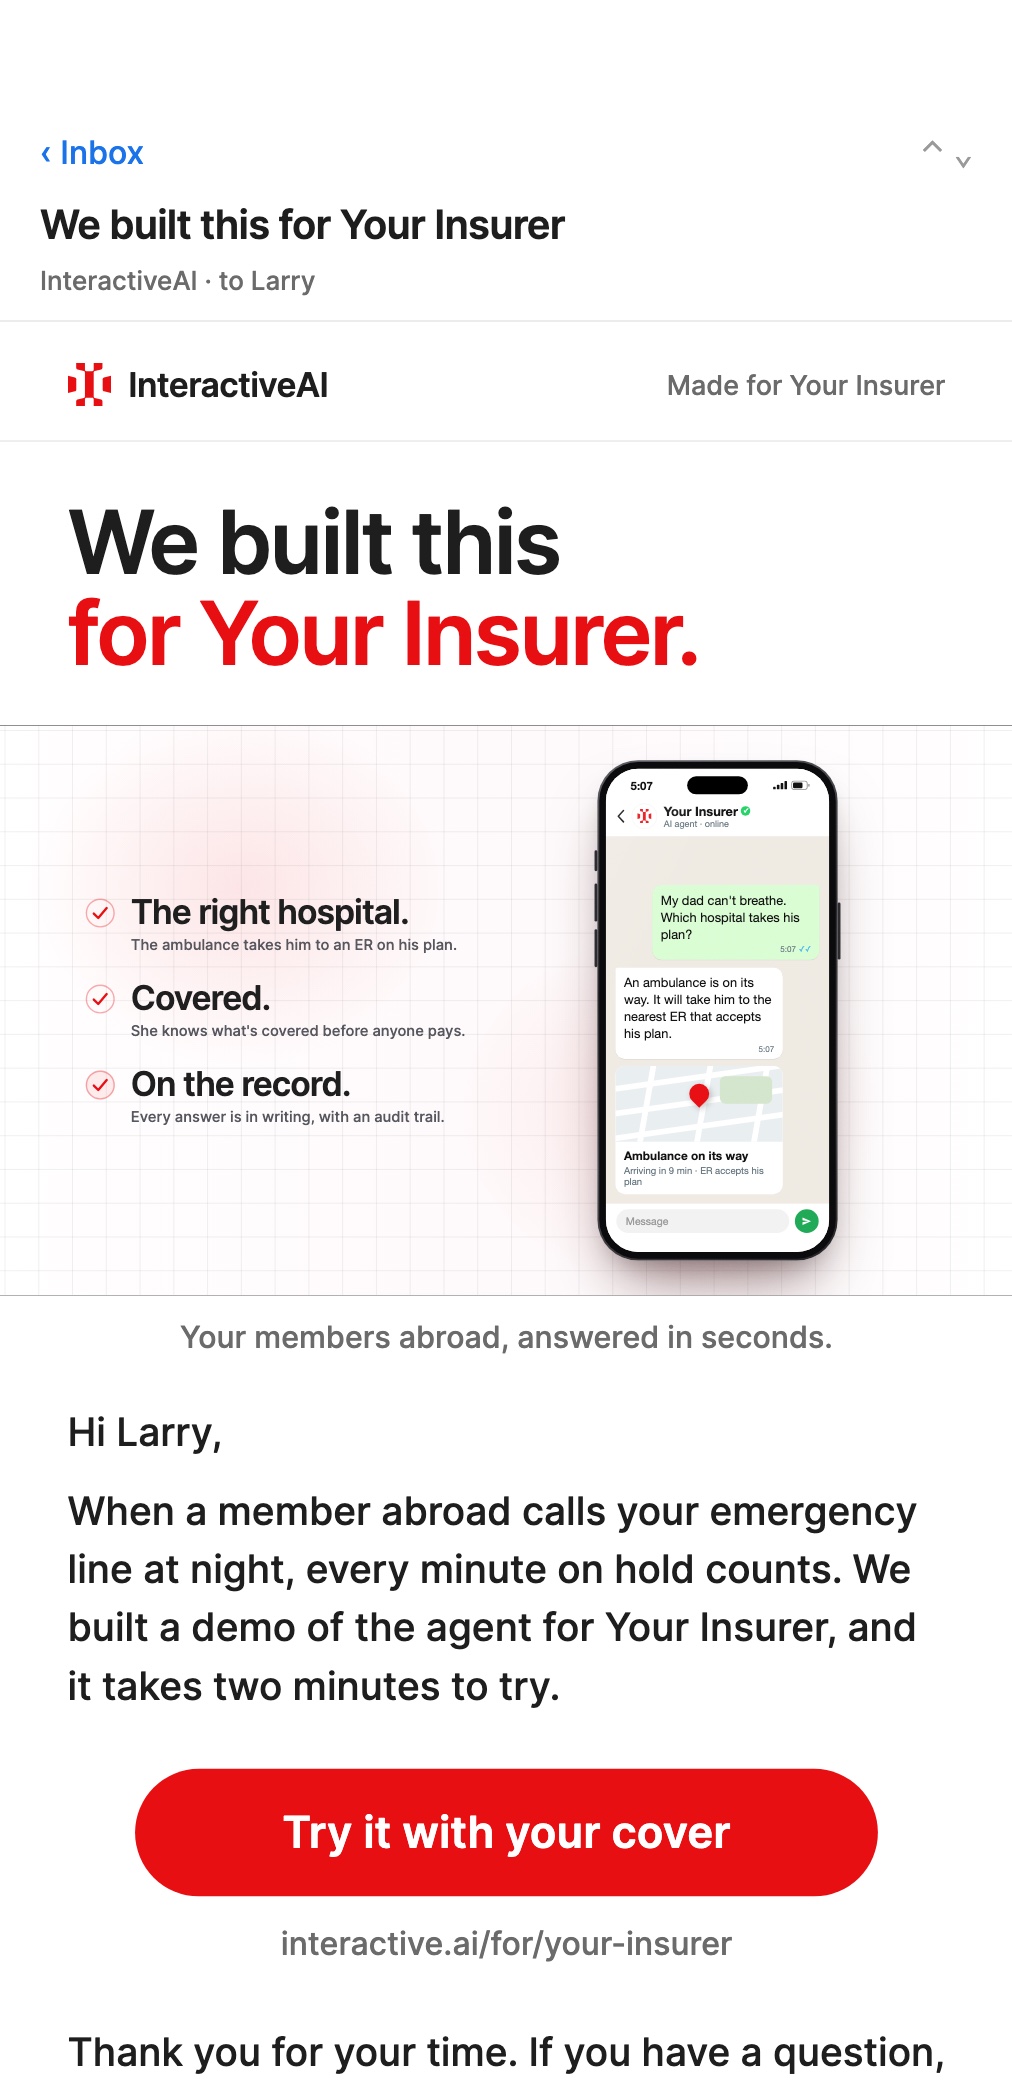 ‹ Inbox
We built this for Your Insurer
InteractiveAI · to Larry
InteractiveAI
Made for Your Insurer
We built this
for Your Insurer.
The right hospital.
The ambulance takes him to an ER on his plan.
Covered.
She knows what's covered before anyone pays.
On the record.
Every answer is in writing, with an audit trail.
5:07
Your Insurer
AI agent · online
My dad can't breathe.
Which hospital takes his
plan?
5:07
An ambulance is on its
way. It will take him to the
nearest ER that accepts
his plan.
5:07
Ambulance on its way
Arriving in 9 min · ER accepts his
plan
Message
Your members abroad, answered in seconds.
Hi Larry,
When a member abroad calls your emergency
line at night, every minute on hold counts. We
built a demo of the agent for Your Insurer, and
it takes two minutes to try.
Try it with your cover
interactive.ai/for/your-insurer
Thank you for your time. If you have a question,